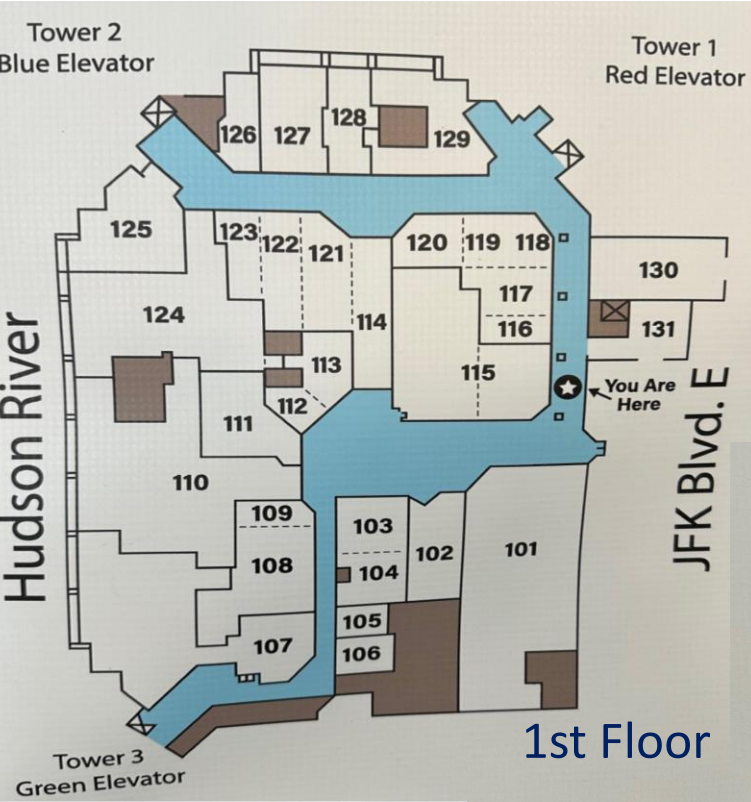 Tower 2
Blue Elevator
Tower 1
Red Elevator
126
127
128
129
125
123
122
121
120
119
118
130
124
114
117
116
131
113
115
112
111
You Are
Here
Hudson River
JFK Blvd. E
110
109
103
102
101
108
104
105
107
106
Tower 3
Green Elevator
1st Floor